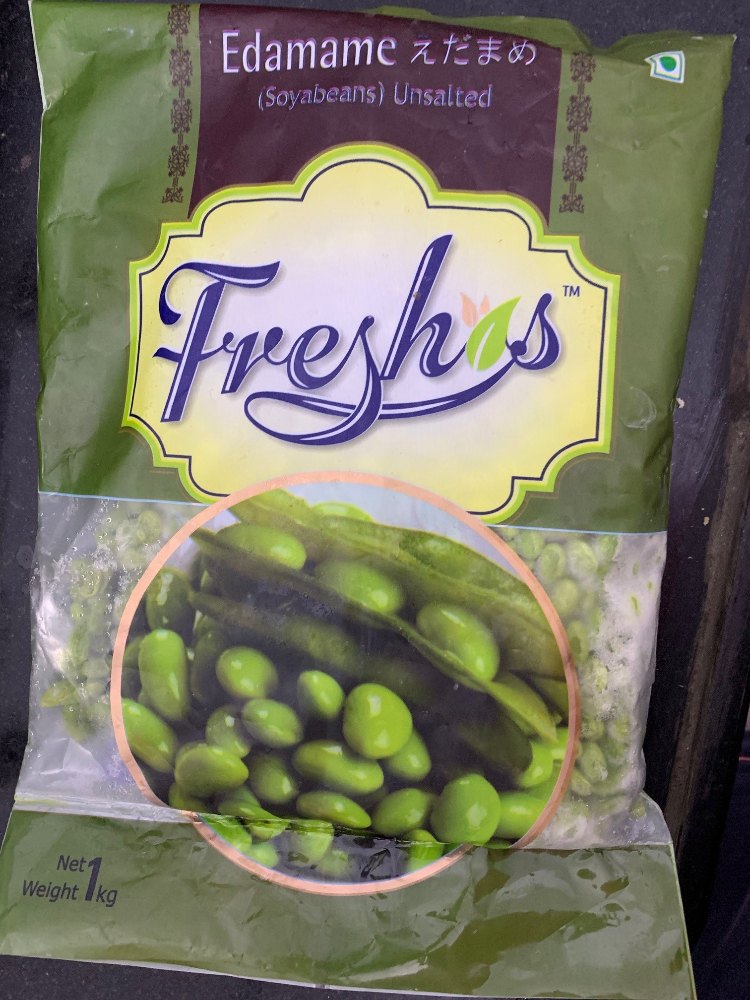 Edamame えだまめ
(Soyabeans) Unsalted
Freshos™
Net
Weight 1kg